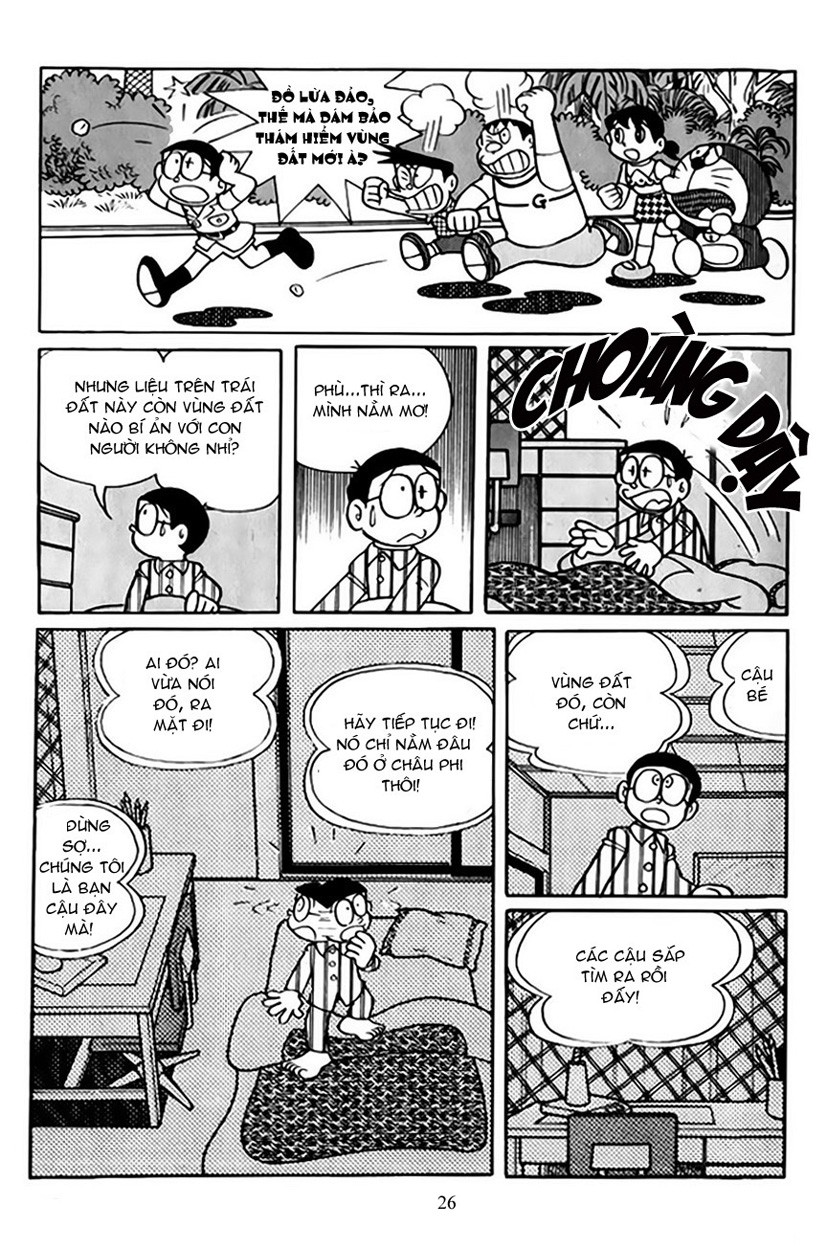 ĐỒ LỪA ĐẢO,
THẾ MÀ DÁM BẢO
THÁM HIỂM VÙNG
ĐẤT MỚI À?
G
CHOÀNG DẬY
PHÙ...THÌ RA...
MÌNH NẰM MƠ!
NHƯNG LIỆU TRÊN TRÁI
ĐẤT NÀY CÒN VÙNG ĐẤT
NÀO BÍ ẨN VỚI CON
NGƯỜI KHÔNG NHỈ?
CẬU
BÉ
VÙNG ĐẤT
ĐÓ, CÒN
CHỨ...
CÁC CẬU SẮP
TÌM RA RỒI
ĐẤY!
HÃY TIẾP TỤC ĐI!
NÓ CHỈ NẰM ĐÂU
ĐÓ Ở CHÂU PHI
THÔI!
AI ĐÓ? AI
VỪA NÓI
ĐÓ, RA
MẶT ĐI!
ĐỪNG
SỢ...
CHÚNG TÔI
LÀ BẠN
CẬU ĐÂY
MÀ!
26